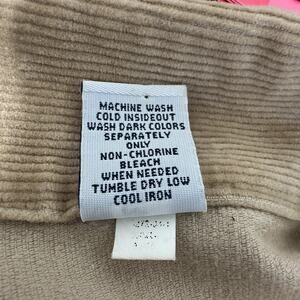 MACHINE WASH
COLD INSIDEOUT
WASH DARK COLORS
SEPARATELY
ONLY
NON-CHLORINE
BLEACH
WHEN NEEDED
TUMBLE DRY LOW
COOL IRON